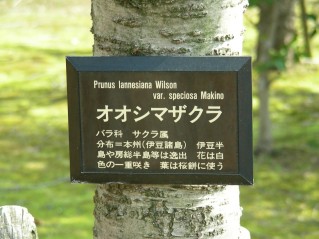 Prunus lannesiana Wilson
var. speciosa Makino
オオシマザクラ
バラ科 サクラ属
分布＝本州(伊豆諸島) 伊豆半
島や房総半島等は逸出 花は白
色の一重咲き 葉は桜餅に使う